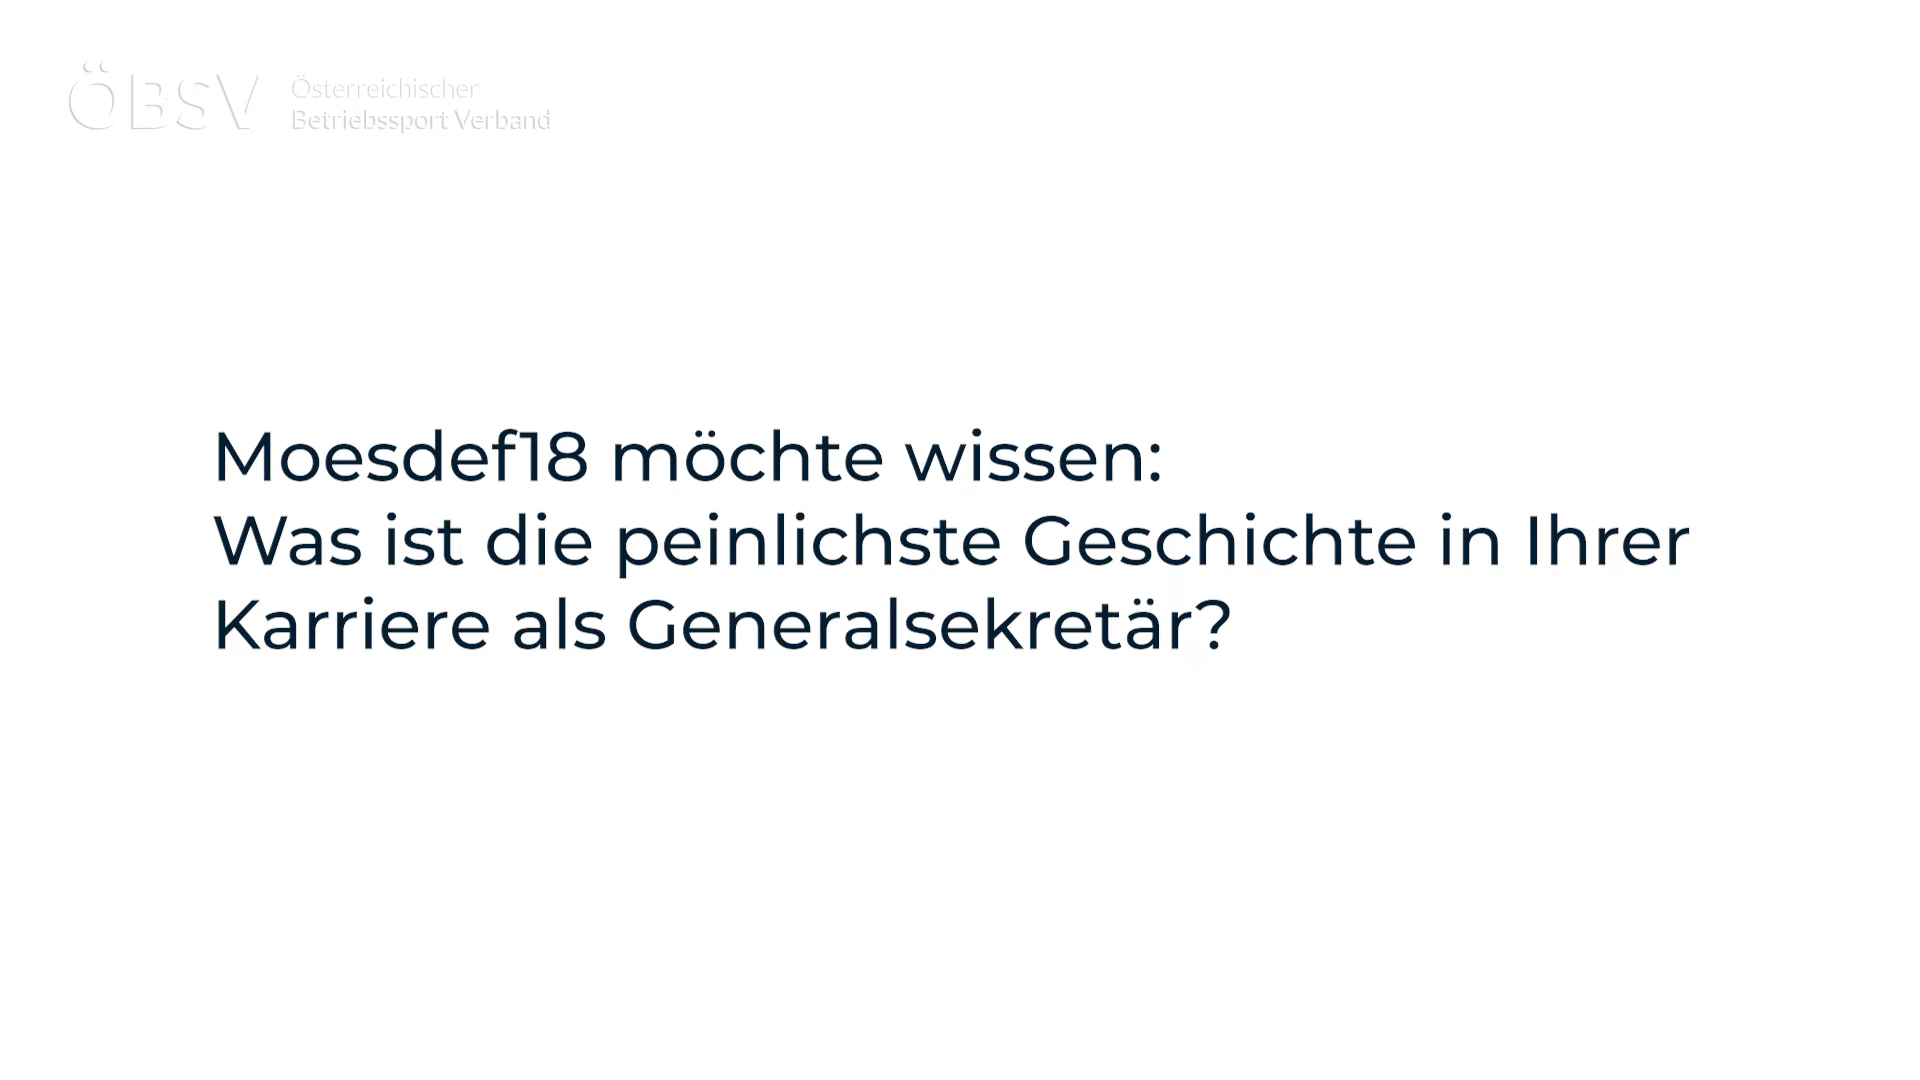 ÖBSV Österreichischer
Betriebssport Verband
Moesdef18 möchte wissen:
Was ist die peinlichste Geschichte in Ihrer
Karriere als Generalsekretär?